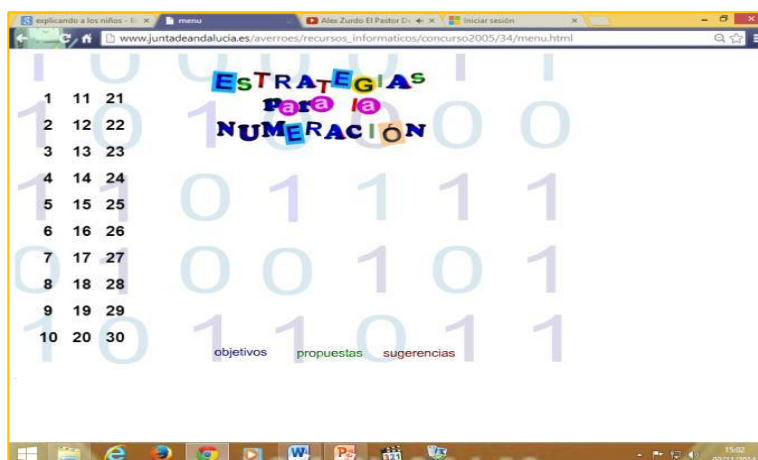 explicando a los niños - B
menu
Alex Zurdo El Pastor D
Iniciar sesión
www.juntadeandalucia.es/averroes/recursos_informaticos/concurso2005/34/menu.html
ESTRATEGIAS
para la
NUMERACIÓN
1 11 21
2 12 22
3 13 23
4 14 24
5 15 25
6 16 26
7 17 27
8 18 28
9 19 29
10 20 30
objetivos propuestas sugerencias
15:02
02/11/2014